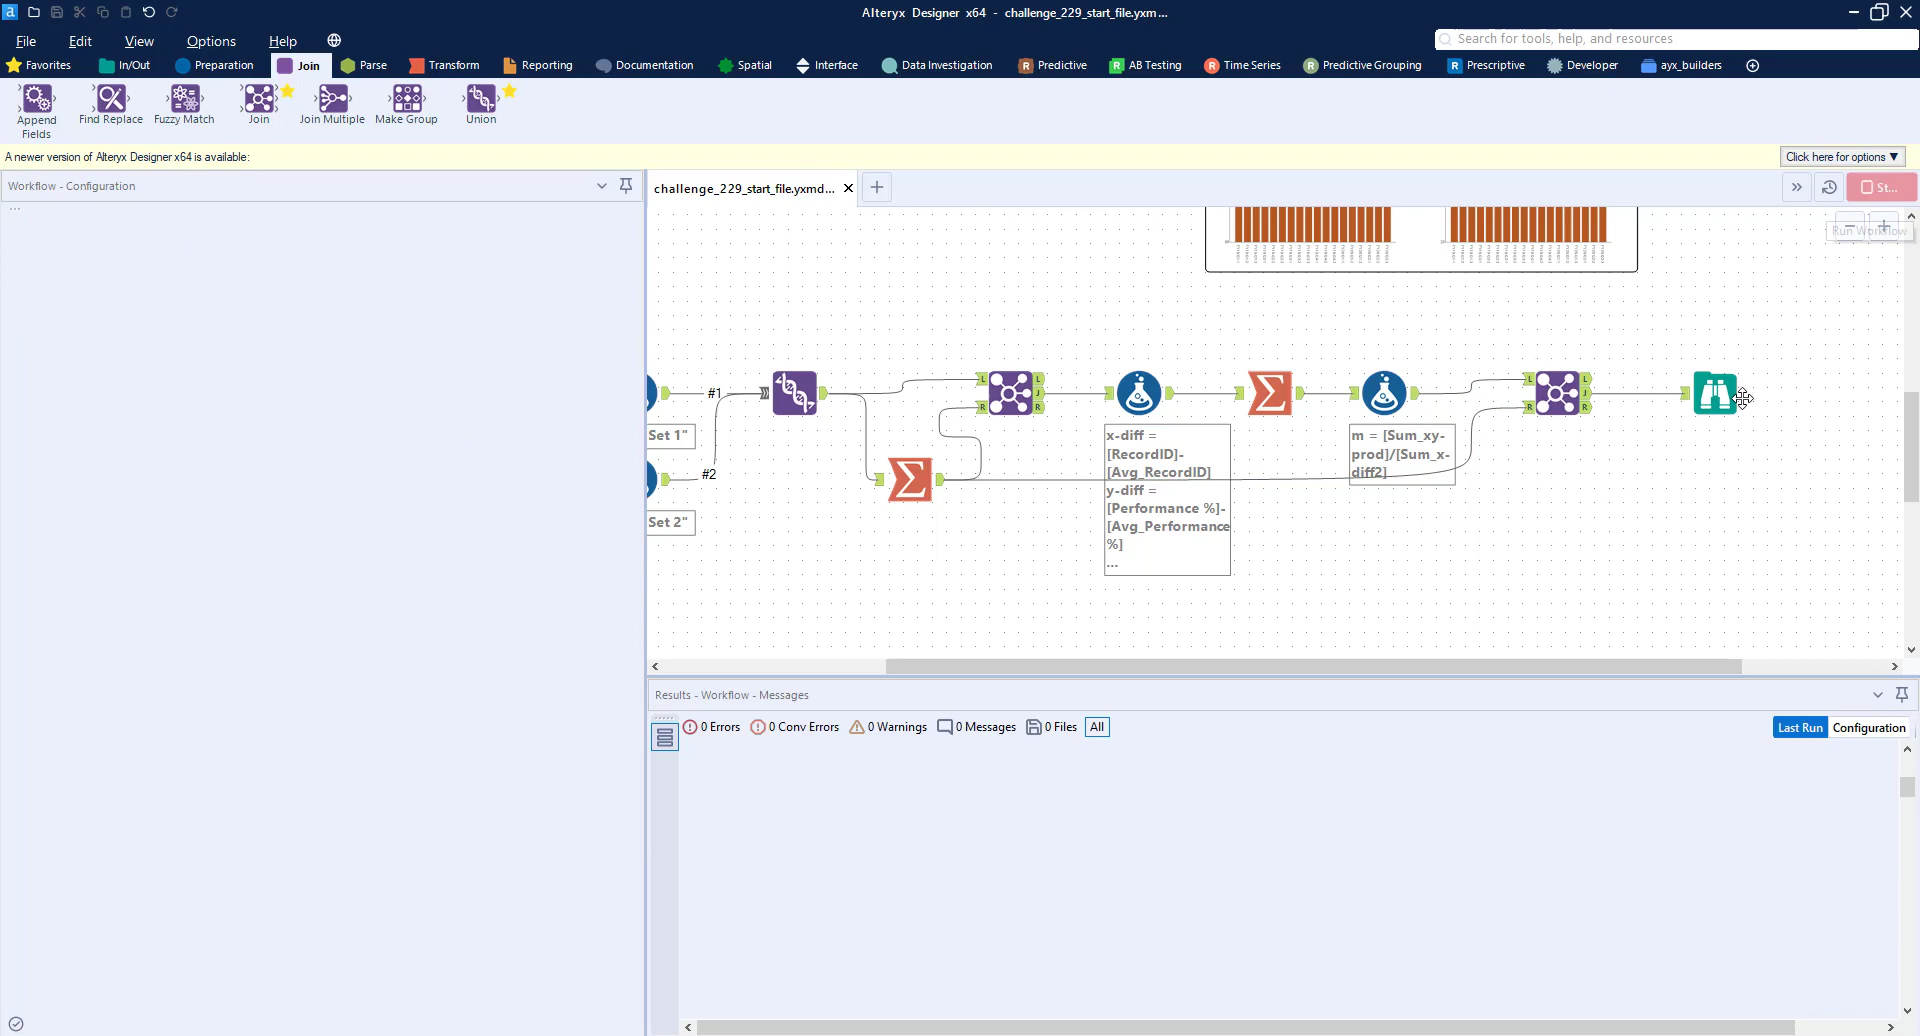 Alteryx Designer x64 - challenge_229_start_file.yxm...
File Edit View Options Help
Search for tools, help, and resources
Favorites In/Out Preparation Join Parse Transform Reporting Documentation Spatial Interface Data Investigation Predictive AB Testing Time Series Predictive Grouping Prescriptive Developer ayx_builders
Append Fields
Find Replace
Fuzzy Match
Join
Join Multiple
Make Group
Union
A newer version of Alteryx Designer x64 is available:
Click here for options ▼
Workflow - Configuration
challenge_229_start_file.yxmd...
St...
Run Workflow
#1
L
R
L
J
R
L
R
L
J
R
Set 1"
#2
Set 2"
x-diff =
[RecordID]-
[Avg_RecordID]
y-diff =
[Performance %]-
[Avg_Performance
%]
...
m = [Sum_xy-
prod]/[Sum_x-
diff2]
Results - Workflow - Messages
0 Errors 0 Conv Errors 0 Warnings 0 Messages 0 Files All
Last Run Configuration